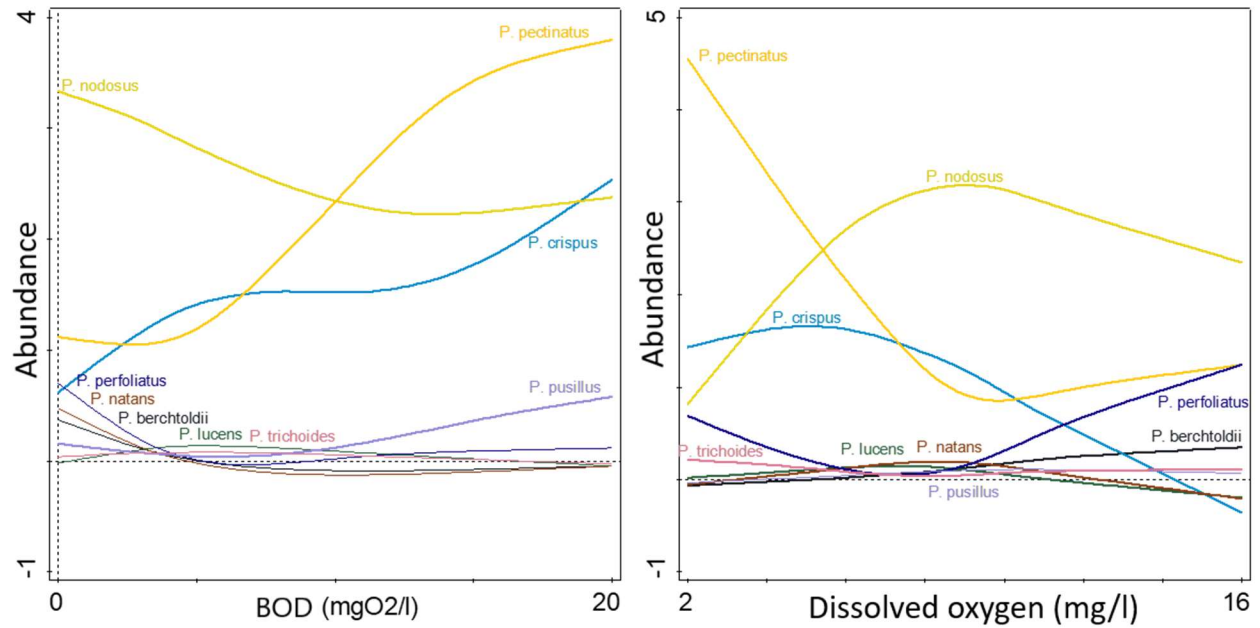 4
P. pectinatus
P. nodosus
P. crispus
P. perfoliatus
P. natans
P. berchtoldii
P. pusillus
P. lucens
P. trichoides
Abundance
-1
0
BOD (mgO2/l)
20
5
P. pectinatus
P. nodosus
P. crispus
P. perfoliatus
P. berchtoldii
P. trichoides
P. lucens
P. natans
P. pusillus
Abundance
-1
2
Dissolved oxygen (mg/l)
16